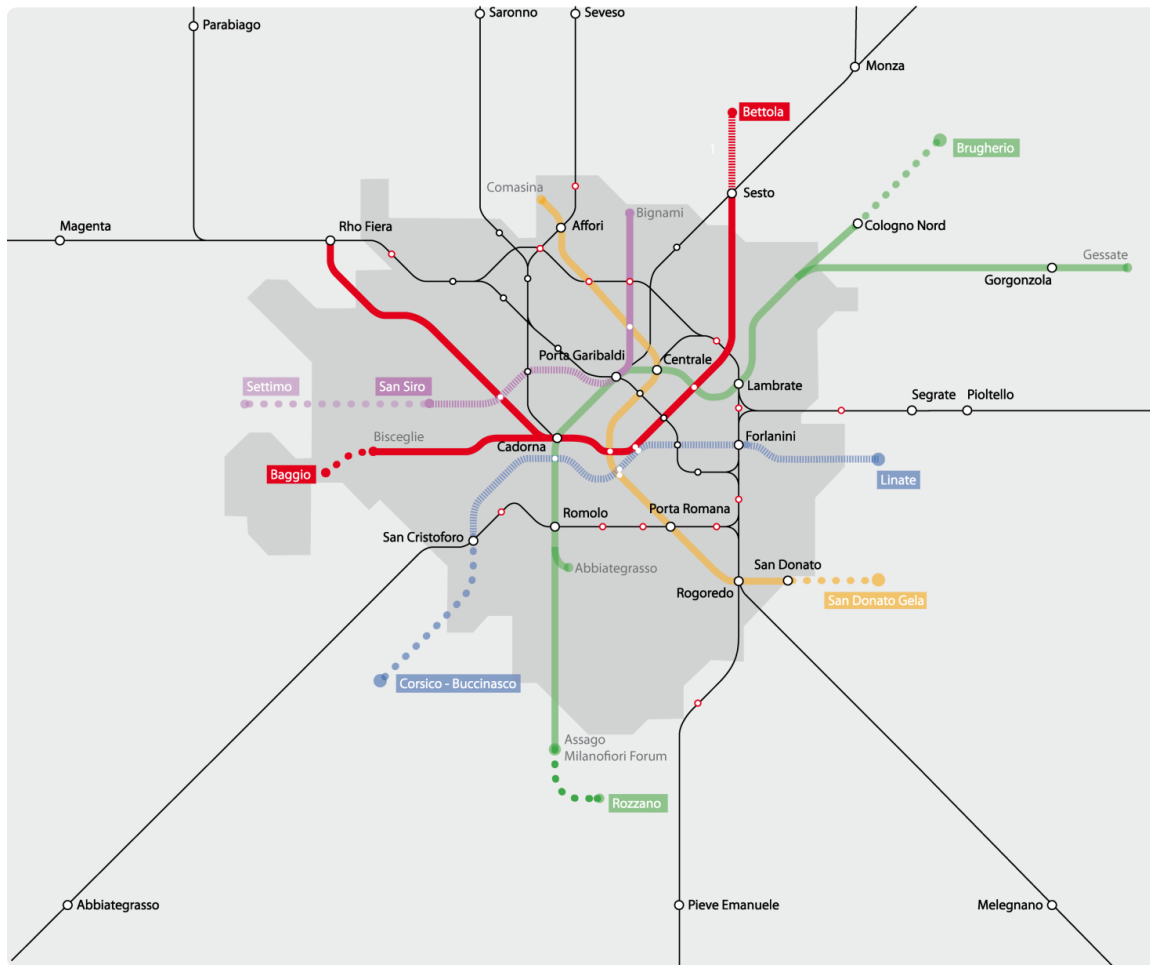 Parabiago
Saronno
Seveso
Monza
Bettola
1
Brugherio
Comasina
Sesto
Bignami
Magenta
Rho Fiera
Affori
Cologno Nord
Gessate
Gorgonzola
Porta Garibaldi
Centrale
Settimo
San Siro
Lambrate
Segrate
Pioltello
Bisceglie
Cadorna
Forlanini
Baggio
Linate
Romolo
Porta Romana
San Cristoforo
Abbiategrasso
San Donato
Rogoredo
San Donato Gela
Corsico - Buccinasco
Assago
Milanofiori Forum
Rozzano
Abbiategrasso
Pieve Emanuele
Melegnano